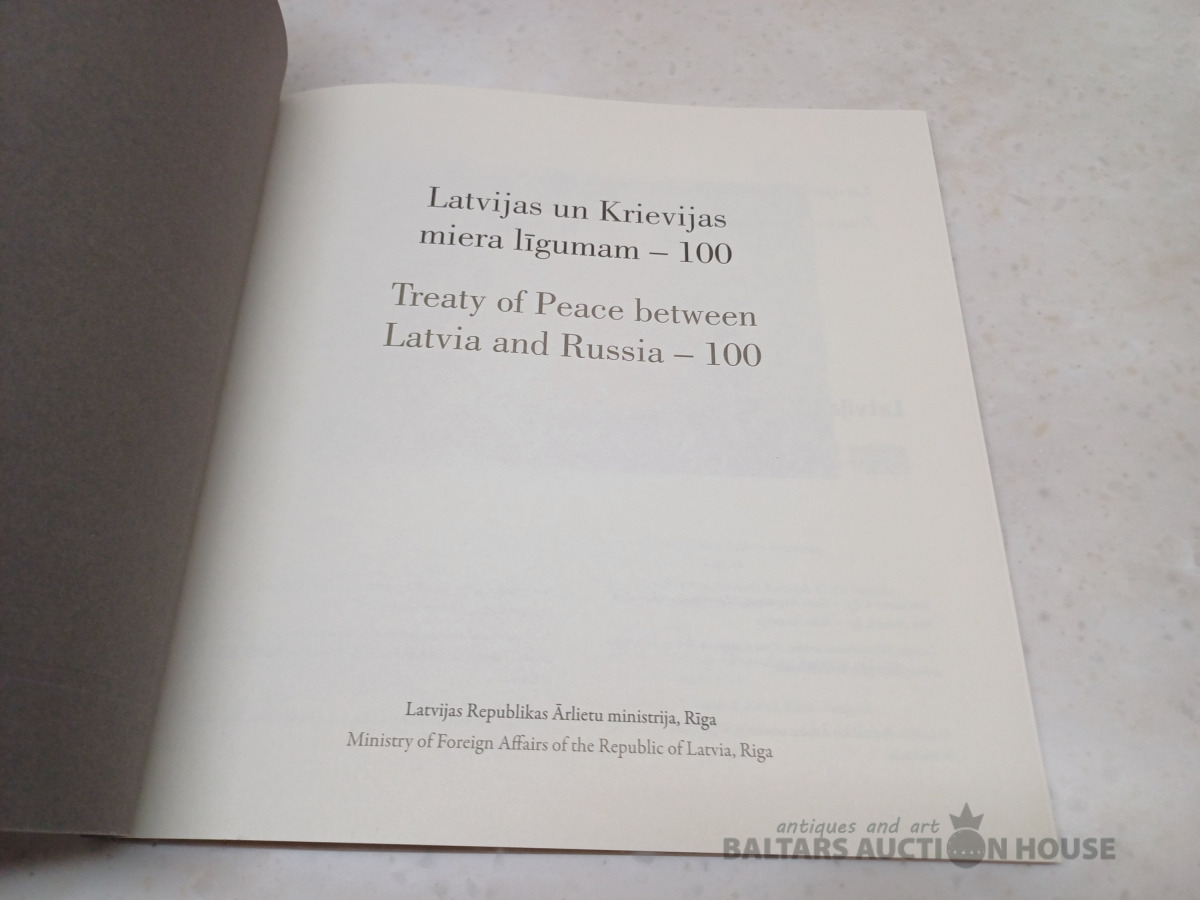 Latvijas un Krievijas
miera līgumam – 100
Treaty of Peace between
Latvia and Russia – 100
Latvijas Republikas Ārlietu ministrija, Rīga
Ministry of Foreign Affairs of the Republic of Latvia, Riga
antiques and art
BALTARS AUCTION HOUSE